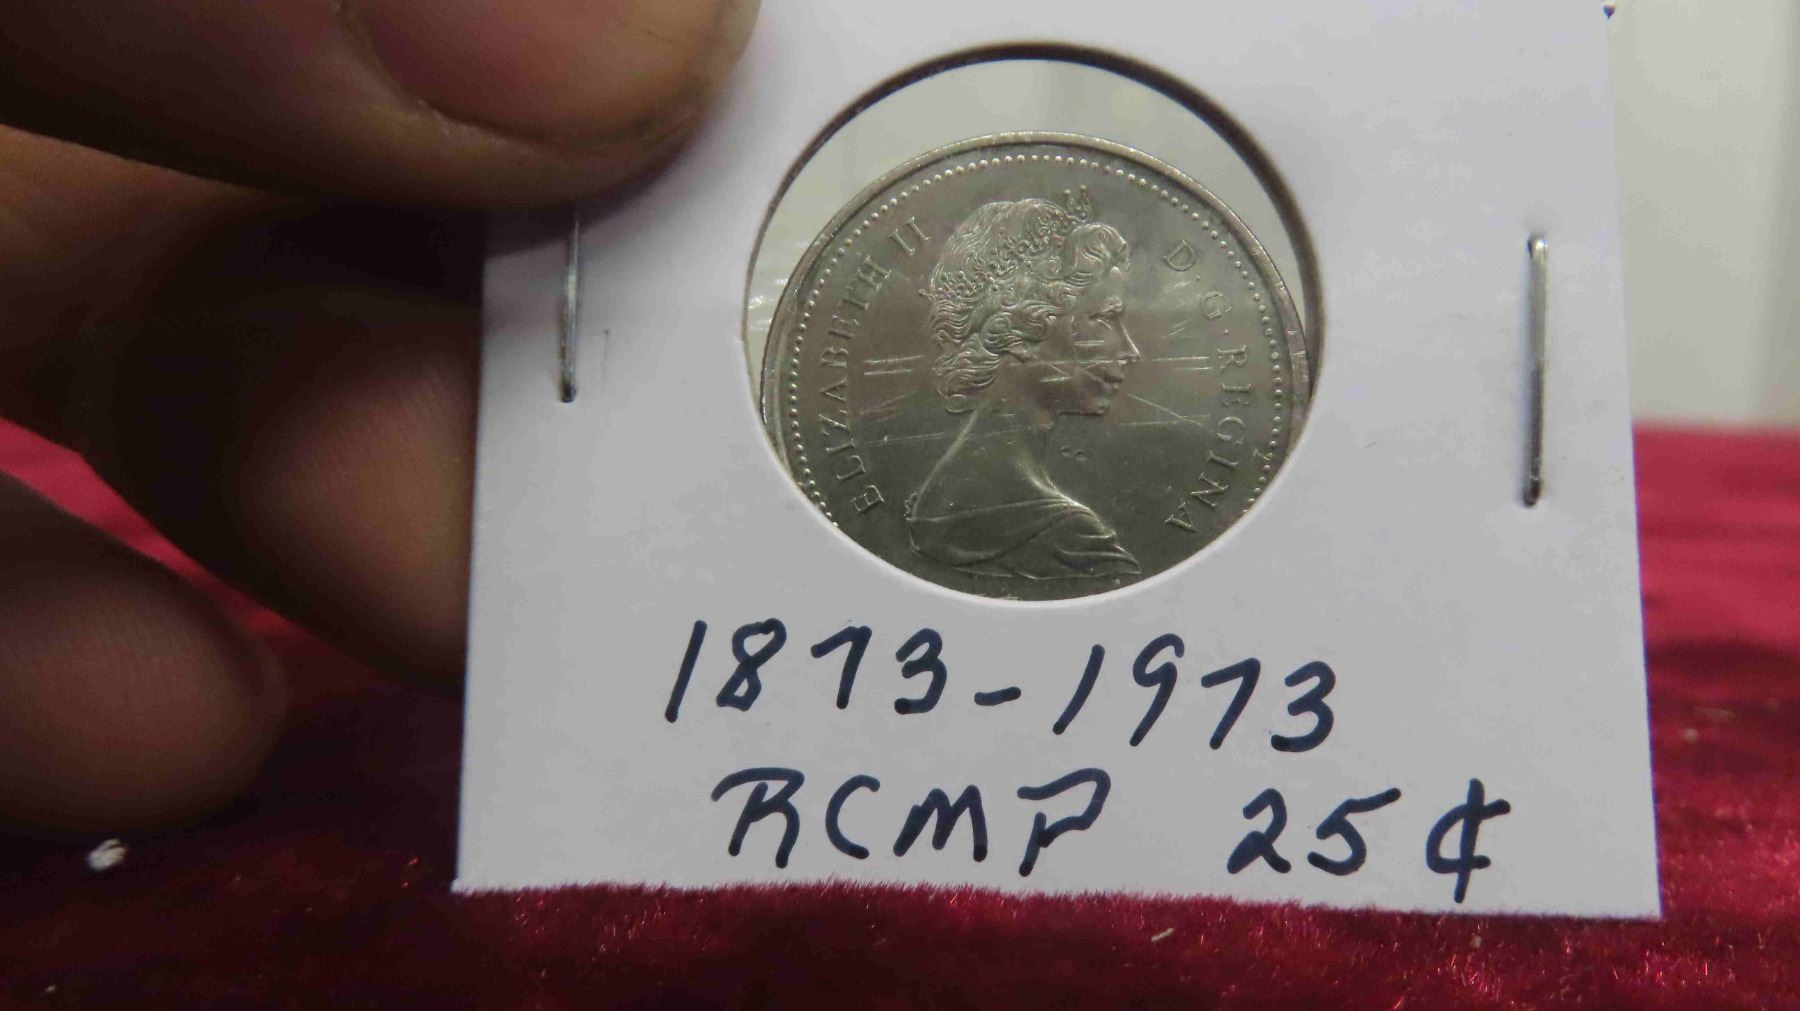 ELIZABETH II D·G·REGINA
1873-1973
RCMP 25¢